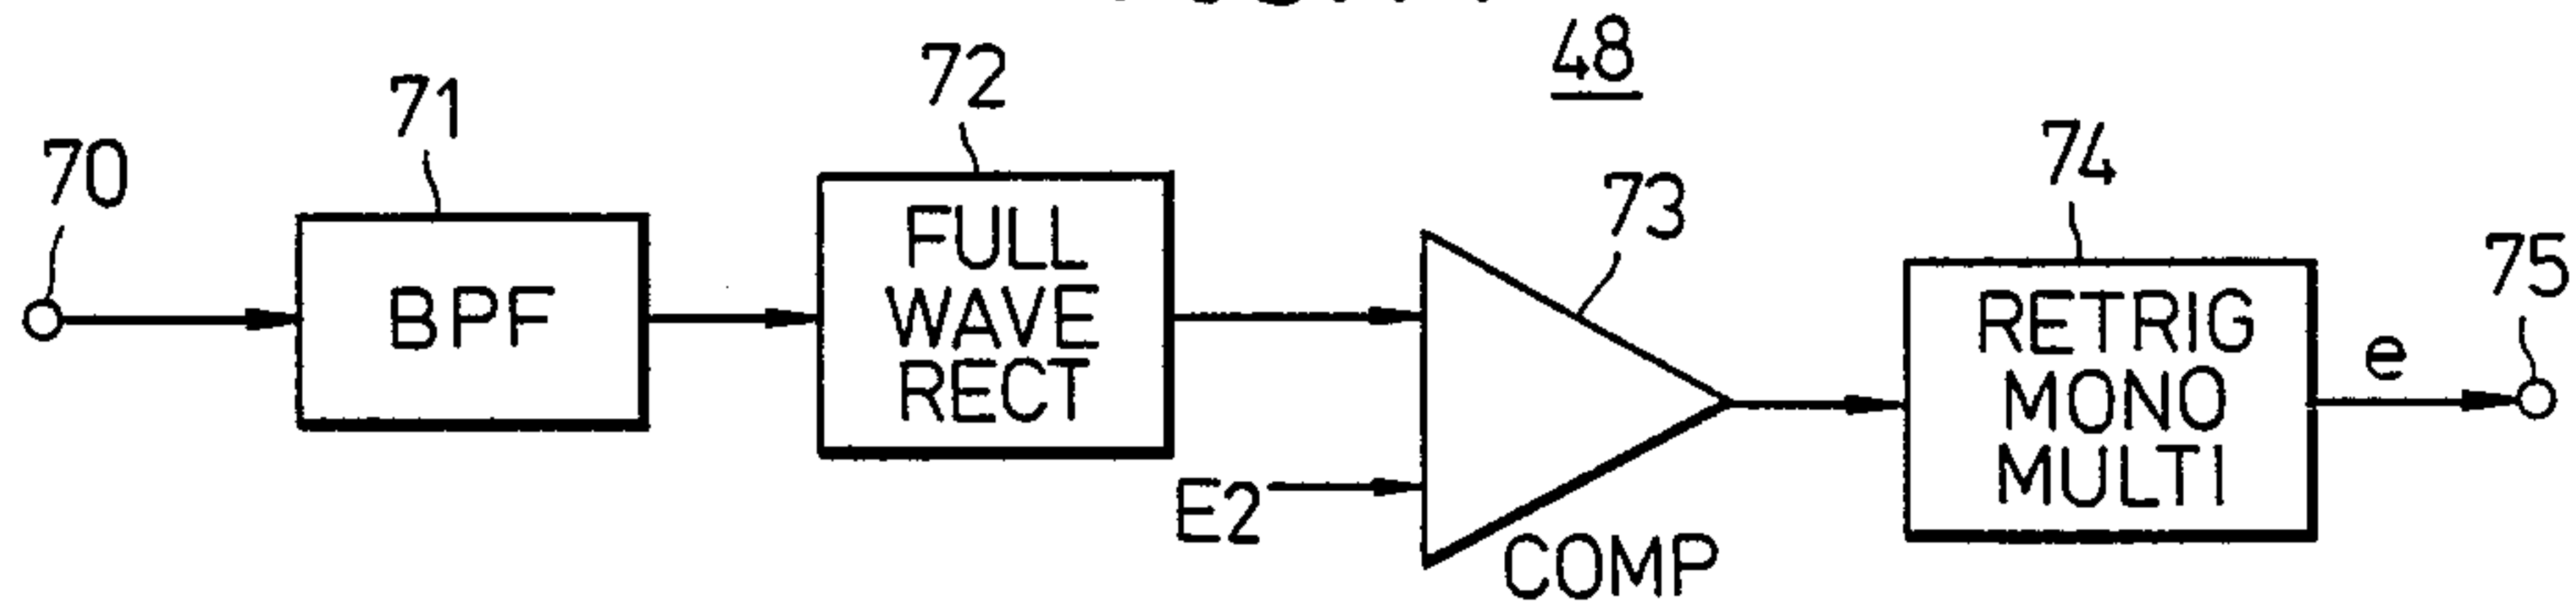 48
70
71
72
73
74
75
BPF
FULL
WAVE
RECT
E2
COMP
RETRIG
MONO
MULTI
e